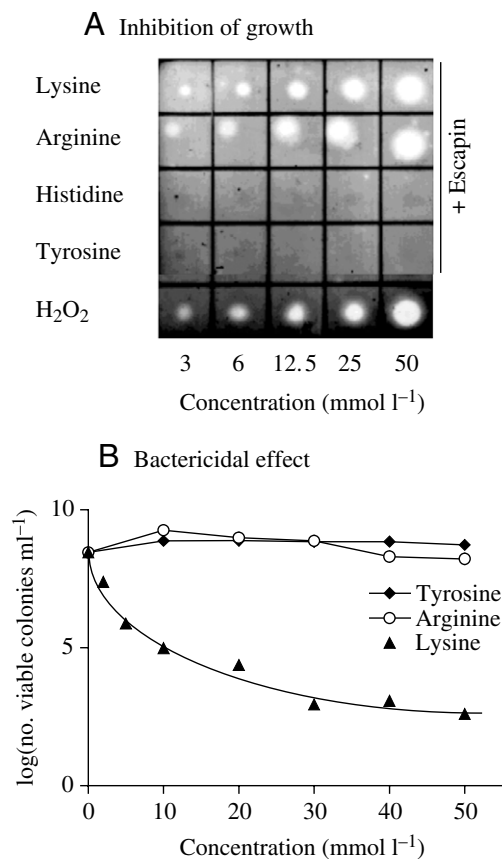 A Inhibition of growth
Lysine
Arginine
Histidine
Tyrosine
H₂O₂
+ Escapin
3 6 12.5 25 50
Concentration (mmol l⁻¹)
B Bactericidal effect
10
5
0
log(no. viable colonies ml⁻¹)
Tyrosine
Arginine
Lysine
0 10 20 30 40 50
Concentration (mmol l⁻¹)